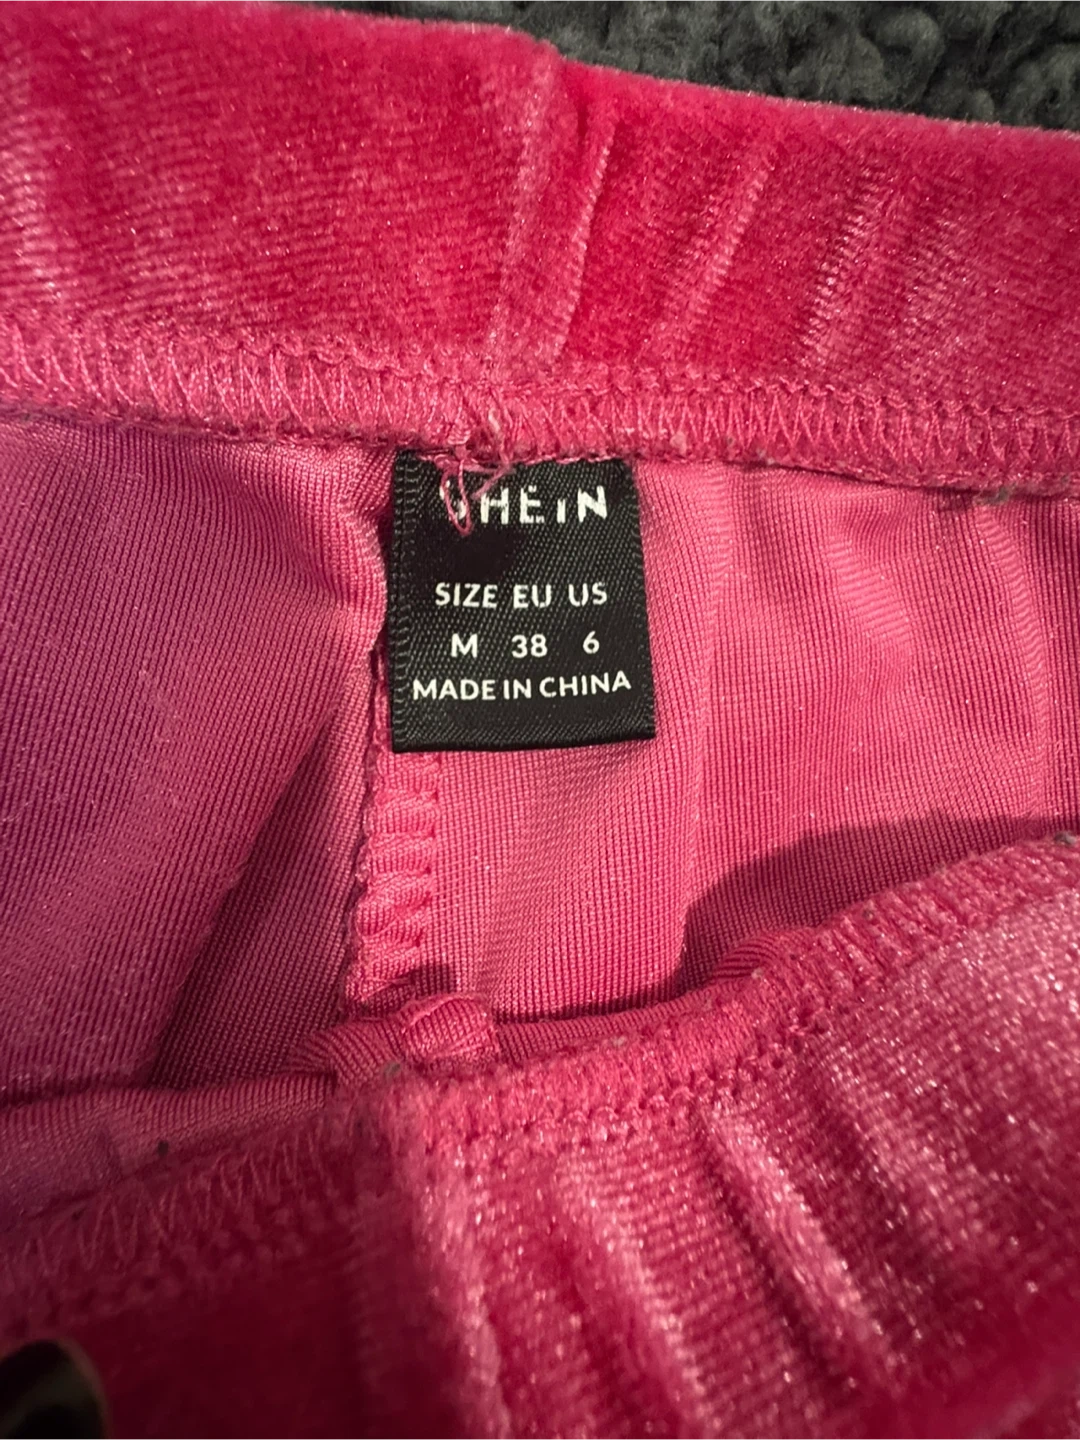 SHEIN
SIZE EU US
M 38 6
MADE IN CHINA